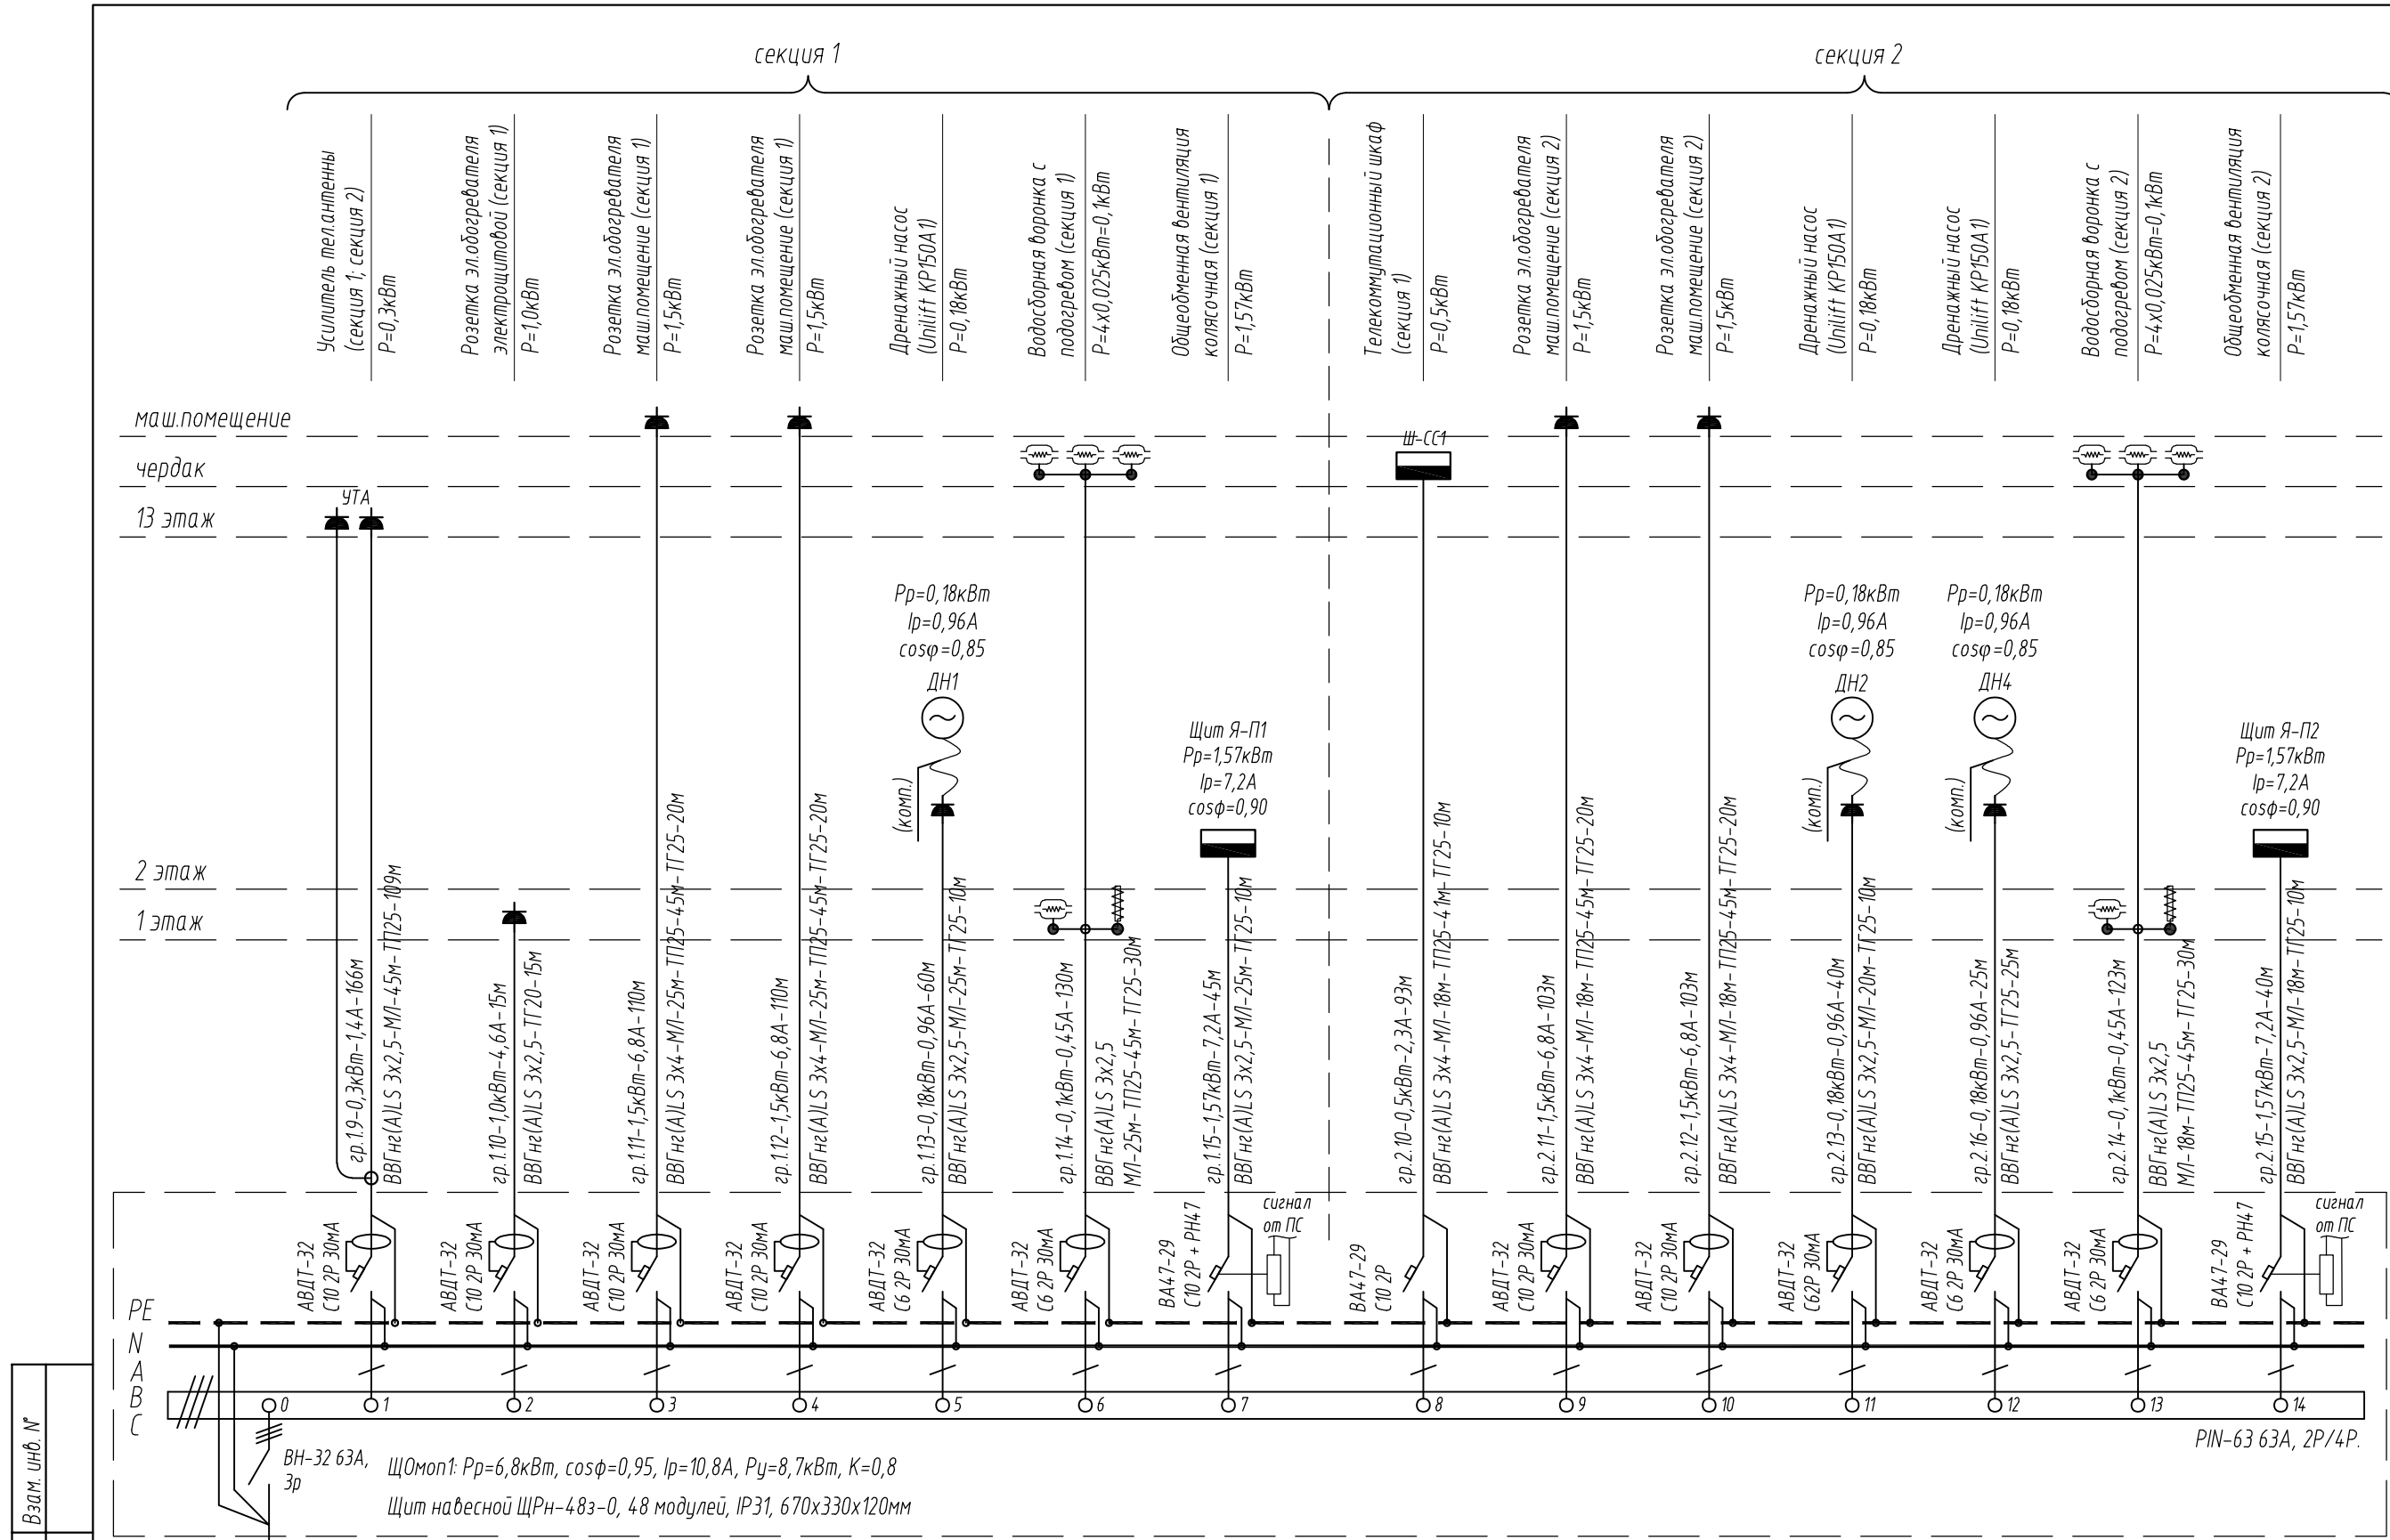 секция 1
секция 2
Усилитель тел.антенны
(секция 1; секция 2)
P=0,3кВт
Розетка эл.обогревателя
электрощитовой (секция 1)
P=1,0кВт
Розетка эл.обогревателя
маш.помещение (секция 1)
P=1,5кВт
Розетка эл.обогревателя
маш.помещение (секция 1)
P=1,5кВт
Дренажный насос
(Unilift KP150A1)
P=0,18кВт
Водосборная воронка с
подогревом (секция 1)
P=4x0,025кВт=0,1кВт
Общеобменная вентиляция
колясочная (секция 1)
P=1,57кВт
Телекоммутационный шкаф
(секция 1)
P=0,5кВт
Розетка эл.обогревателя
маш.помещение (секция 2)
P=1,5кВт
Розетка эл.обогревателя
маш.помещение (секция 2)
P=1,5кВт
Дренажный насос
(Unilift KP150A1)
P=0,18кВт
Дренажный насос
(Unilift KP150A1)
P=0,18кВт
Водосборная воронка с
подогревом (секция 2)
P=4x0,025кВт=0,1кВт
Общеобменная вентиляция
колясочная (секция 2)
P=1,57кВт
маш.помещение
чердак
13 этаж
2 этаж
1 этаж
УТА
Ш-СС1
Pp=0,18кВт
Ip=0,96А
cosφ=0,85
ДН1
(комп.)
Щит Я-П1
Pp=1,57кВт
Ip=7,2А
cosф=0,90
Pp=0,18кВт
Ip=0,96А
cosφ=0,85
ДН2
(комп.)
Pp=0,18кВт
Ip=0,96А
cosφ=0,85
ДН4
(комп.)
Щит Я-П2
Pp=1,57кВт
Ip=7,2А
cosф=0,90
гр.1.9-0,3кВт-1,4А-166м
ВВГнг(А)LS 3х2,5-МЛ-45м-ТП25-109м
гр.1.10-1,0кВт-4,6А-15м
ВВГнг(А)LS 3х2,5-ТГ20-15м
гр.1.11-1,5кВт-6,8А-110м
ВВГнг(А)LS 3х4-МЛ-25м-ТП25-45м-ТГ25-20м
гр.1.12-1,5кВт-6,8А-110м
ВВГнг(А)LS 3х4-МЛ-25м-ТП25-45м-ТГ25-20м
гр.1.13-0,18кВт-0,96А-60м
ВВГнг(А)LS 3х2,5-МЛ-25м-ТГ25-10м
гр.1.14-0,1кВт-0,45А-130м
ВВГнг(А)LS 3х2,5
МЛ-25м-ТП25-45м-ТГ25-30м
гр.1.15-1,57кВт-7,2А-45м
ВВГнг(А)LS 3х2,5-МЛ-25м-ТГ25-10м
гр.2.10-0,5кВт-2,3А-93м
ВВГнг(А)LS 3х4-МЛ-18м-ТП25-41м-ТГ25-10м
гр.2.11-1,5кВт-6,8А-103м
ВВГнг(А)LS 3х4-МЛ-18м-ТП25-45м-ТГ25-20м
гр.2.12-1,5кВт-6,8А-103м
ВВГнг(А)LS 3х4-МЛ-18м-ТП25-45м-ТГ25-20м
гр.2.13-0,18кВт-0,96А-40м
ВВГнг(А)LS 3х2,5-МЛ-20м-ТГ25-10м
гр.2.16-0,18кВт-0,96А-25м
ВВГнг(А)LS 3х2,5-ТГ25-25м
гр.2.14-0,1кВт-0,45А-123м
ВВГнг(А)LS 3х2,5
МЛ-18м-ТП25-45м-ТГ25-30м
гр.2.15-1,57кВт-7,2А-40м
ВВГнг(А)LS 3х2,5-МЛ-18м-ТГ25-10м
АВДТ-32
С10 2Р 30мА
АВДТ-32
С10 2Р 30мА
АВДТ-32
С10 2Р 30мА
АВДТ-32
С10 2Р 30мА
АВДТ-32
С6 2Р 30мА
АВДТ-32
С6 2Р 30мА
ВА47-29
С10 2Р + РН47
сигнал
от ПС
ВА47-29
С10 2Р
АВДТ-32
С10 2Р 30мА
АВДТ-32
С10 2Р 30мА
АВДТ-32
С62Р 30мА
АВДТ-32
С6 2Р 30мА
АВДТ-32
С6 2Р 30мА
ВА47-29
С10 2Р + РН47
сигнал
от ПС
PE
N
A
B
C
0
1
2
3
4
5
6
7
8
9
10
11
12
13
14
PIN-63 63А, 2Р/4Р.
ВН-32 63А,
3р
ЩОмоп1: Рр=6,8кВт, cosф=0,95, Iр=10,8А, Ру=8,7кВт, К=0,8
Щит навесной ЩРн-48з-0, 48 модулей, IP31, 670х330х120мм
Взам. инв. №